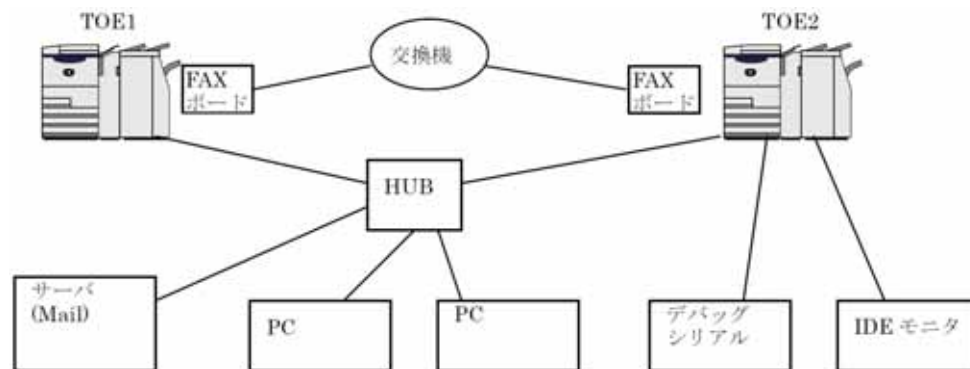 TOE1
TOE2
交換機
FAX
ボード
FAX
ボード
HUB
サーバ
(Mail)
PC
PC
デバッグ
シリアル
IDE モニタ